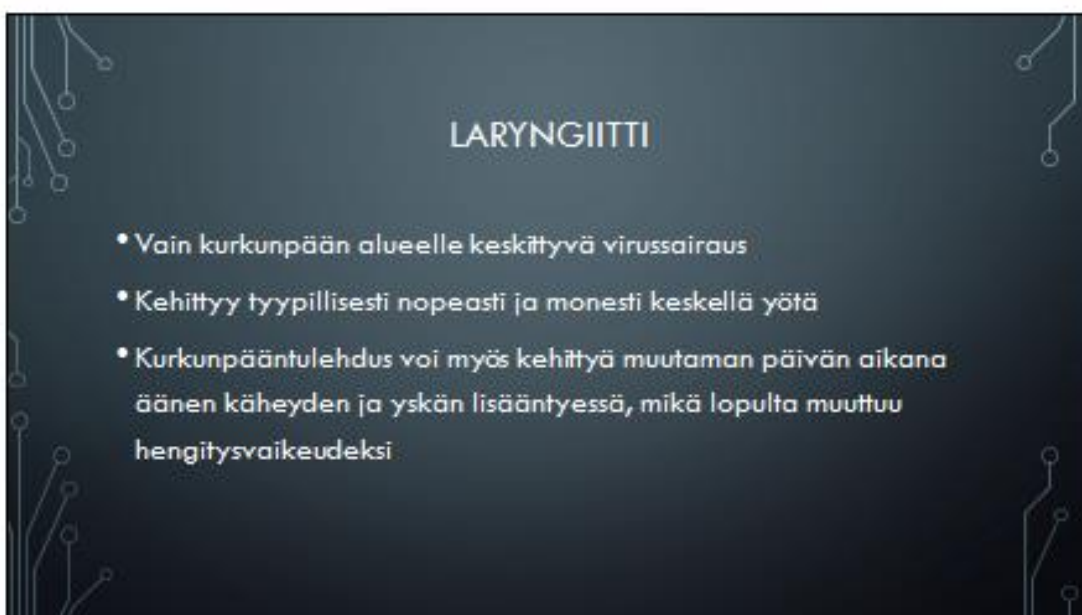 LARYNGIITTI
• Vain kurkunpään alueelle keskittyvä virussairaus
• Kehittyy tyypillisesti nopeasti ja monesti keskellä yötä
• Kurkunpääntulehdus voi myös kehittyä muutaman päivän aikana
äänen käheyden ja yskän lisääntyessä, mikä lopulta muuttuu
hengitysvaikeudeksi